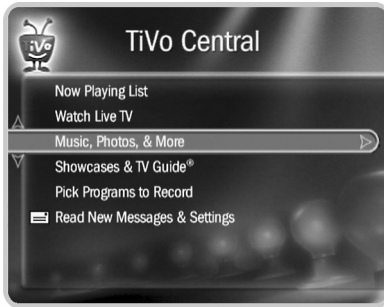 TiVo
TiVo Central
Now Playing List
Watch Live TV
Music, Photos, & More
Showcases & TV Guide®
Pick Programs to Record
Read New Messages & Settings